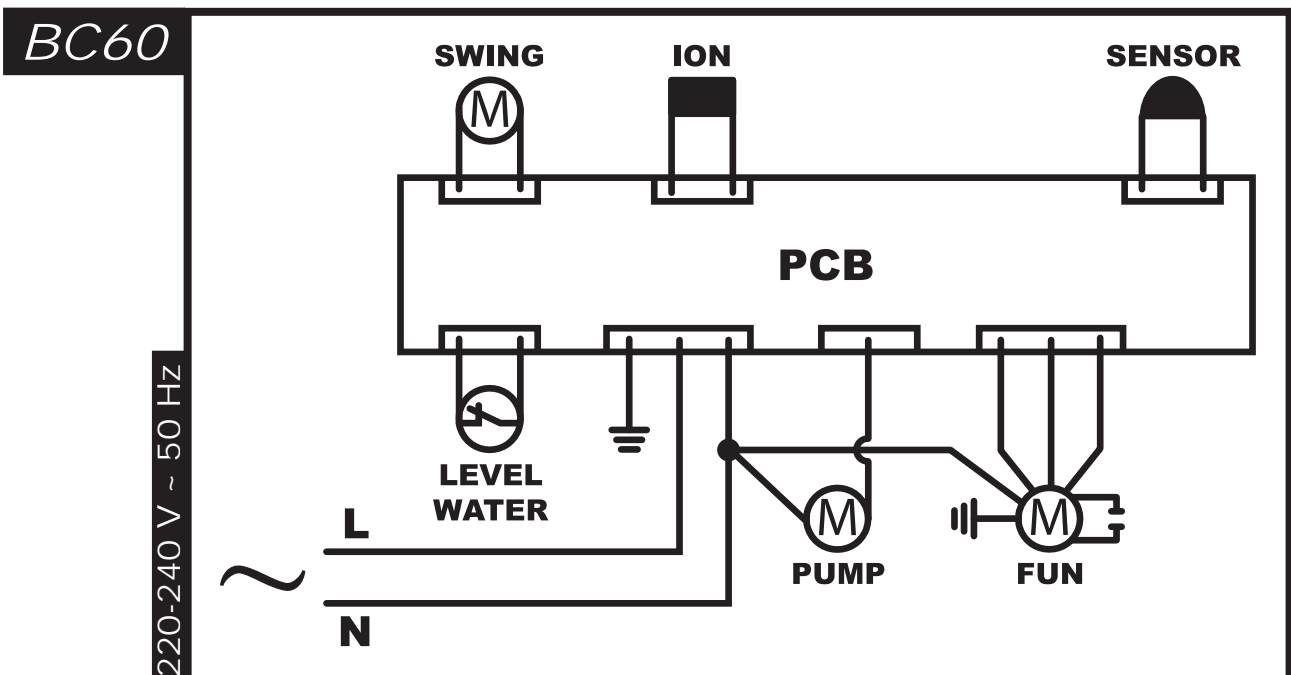 BC60
SWING
ION
SENSOR
M
PCB
LEVEL
WATER
L
M
M
PUMP
FUN
N
220-240 V ~ 50 Hz